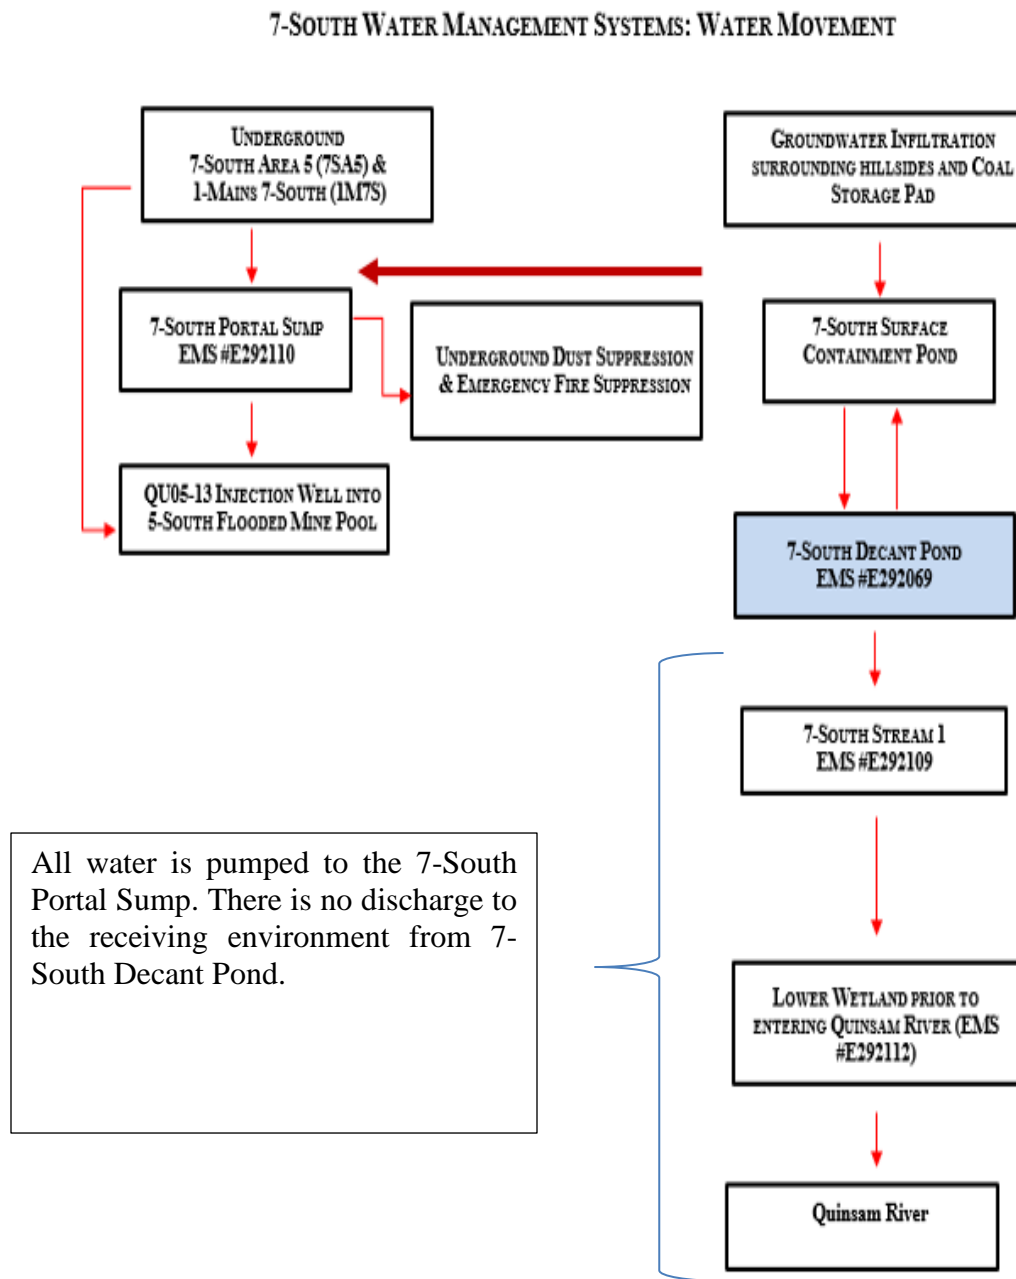 7-South Water Management Systems: Water Movement
Underground
7-South Area 5 (7SA5) &
1-Mains 7-South (1M7S)
Groundwater Infiltration
surrounding hillsides and Coal
Storage Pad
7-South Portal Sump
EMS #E292110
Underground Dust Suppression
& Emergency Fire Suppression
7-South Surface
Containment Pond
QU05-13 Injection Well into
5-South Flooded Mine Pool
7-South Decant Pond
EMS #E292069
7-South Stream 1
EMS #E292109
All water is pumped to the 7-South
Portal Sump. There is no discharge to
the receiving environment from 7-
South Decant Pond.
Lower Wetland prior to
entering Quinsam River (EMS
#E292112)
Quinsam River